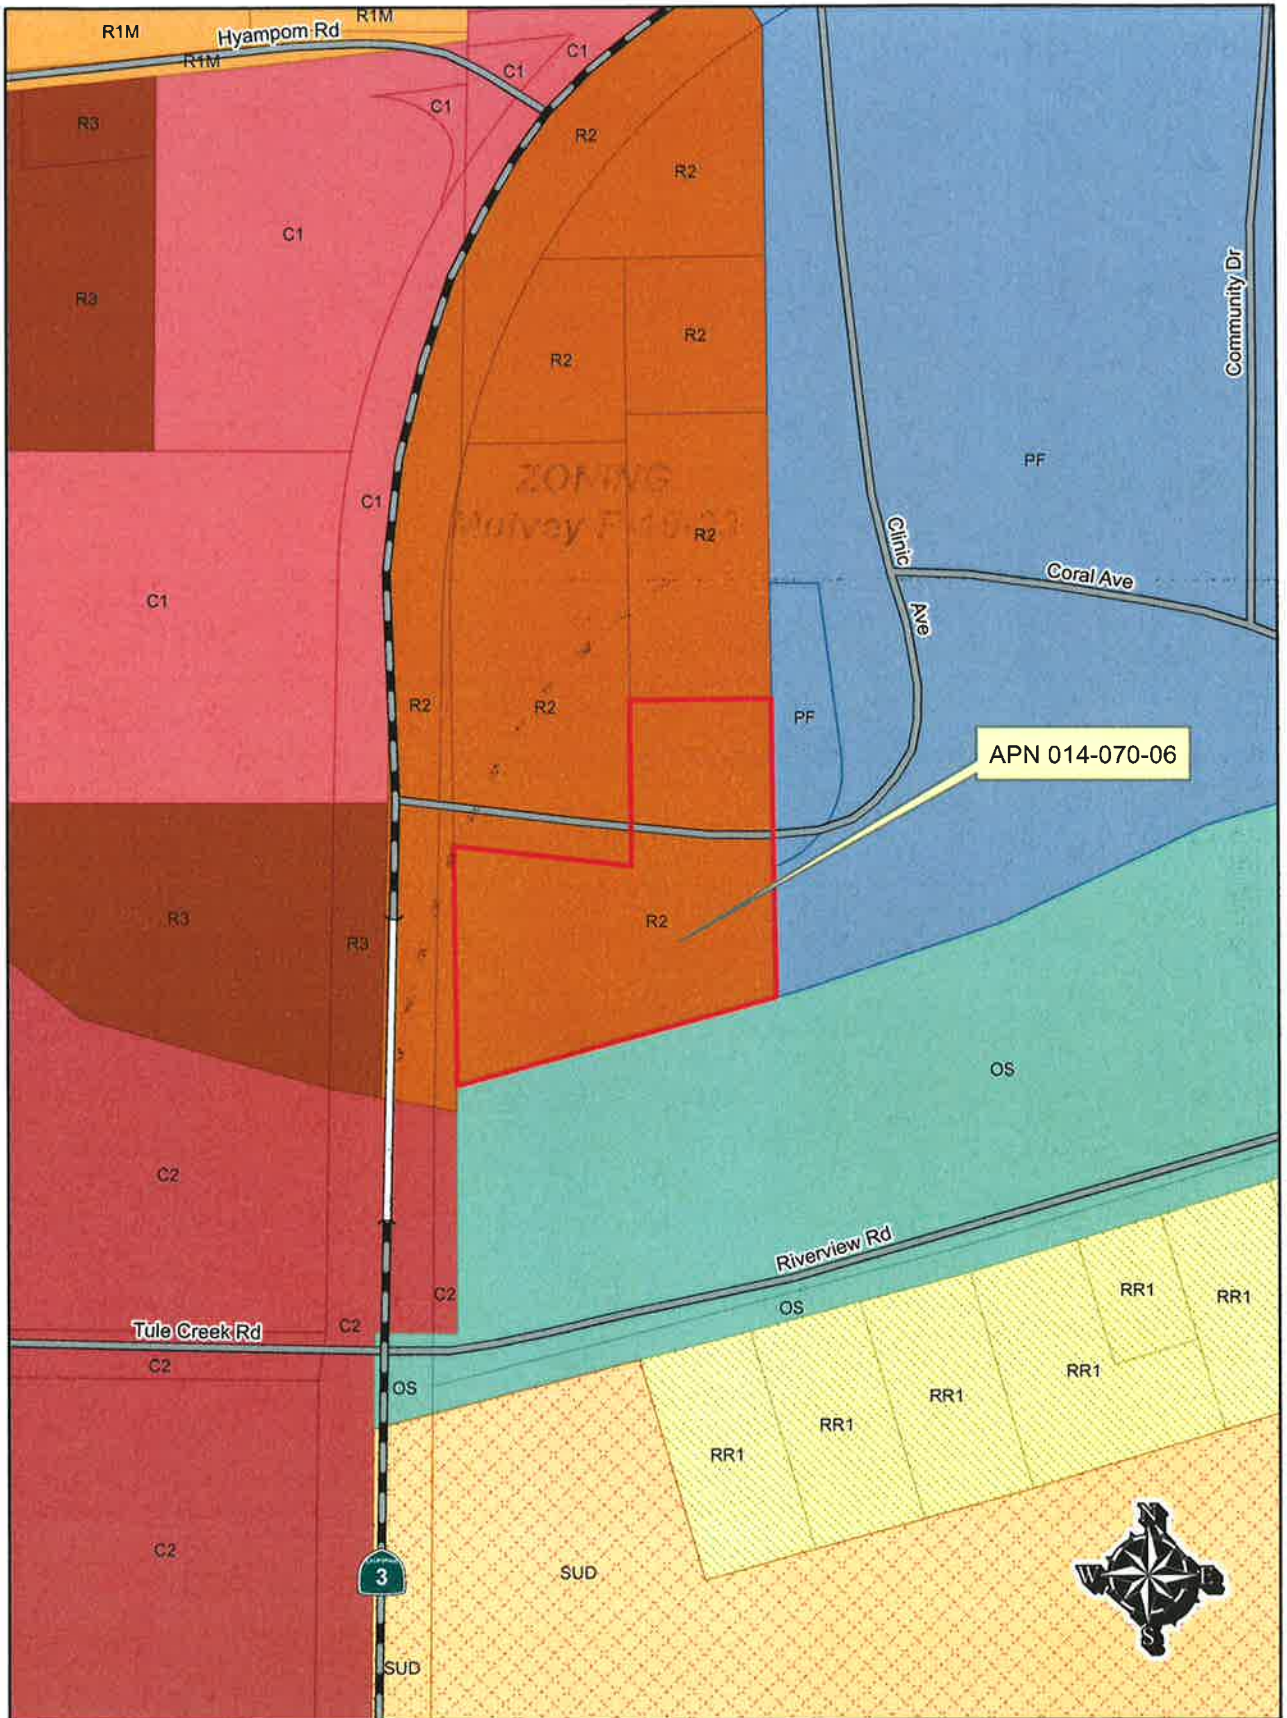 R1M
R1M
Hyampom Rd
R1M
C1
C1
C1
R3
R2
R2
C1
R3
Community Dr
R2
R2
PF
ZONING
C1
R2
Clinic
Ave
Coral Ave
C1
R2
R2
PF
APN 014-070-06
R3
R2
R3
OS
C2
Riverview Rd
C2
OS
RR1
RR1
C2
Tule Creek Rd
C2
OS
RR1
RR1
RR1
RR1
C2
SUD
CALIFORNIA
3
SUD
N
W
E
S